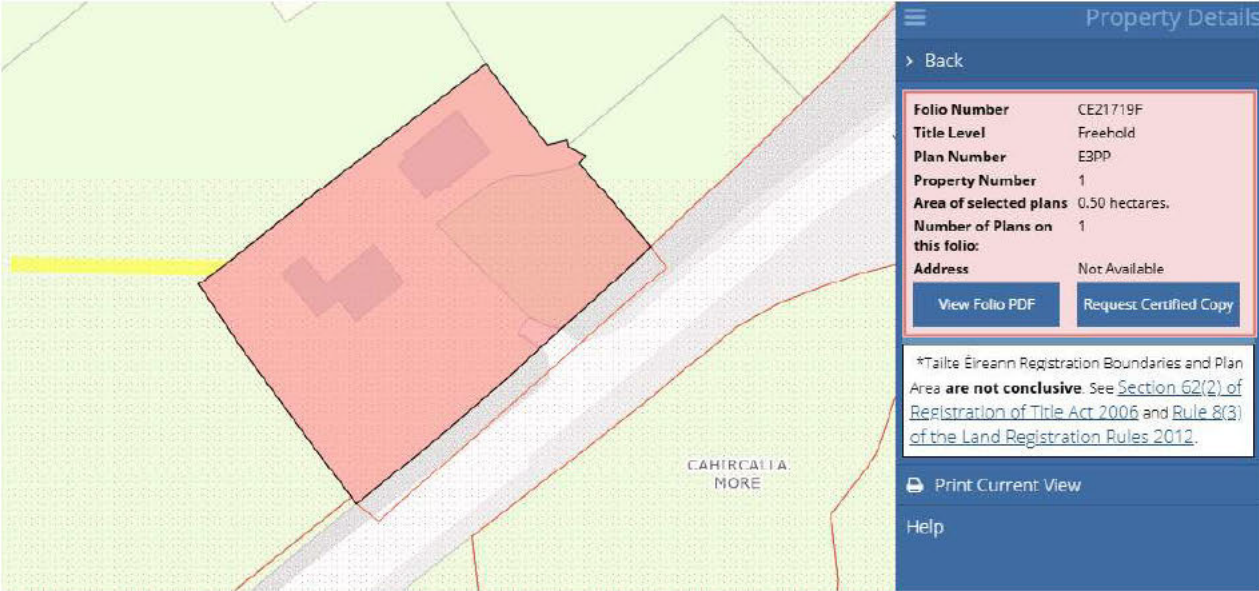 CAHIRCALLA
MORE
Property Details
Back
Folio Number CE21719F
Title Level Freehold
Plan Number E3PP
Property Number 1
Area of selected plans 0.50 hectares.
Number of Plans on 1
this folio:
Address Not Available
View Folio PDF Request Certified Copy
*Tailte Éireann Registration Boundaries and Plan
Area are not conclusive. See Section 62(2) of
Registration of Title Act 2006 and Rule 8(3)
of the Land Registration Rules 2012.
Print Current View
Help